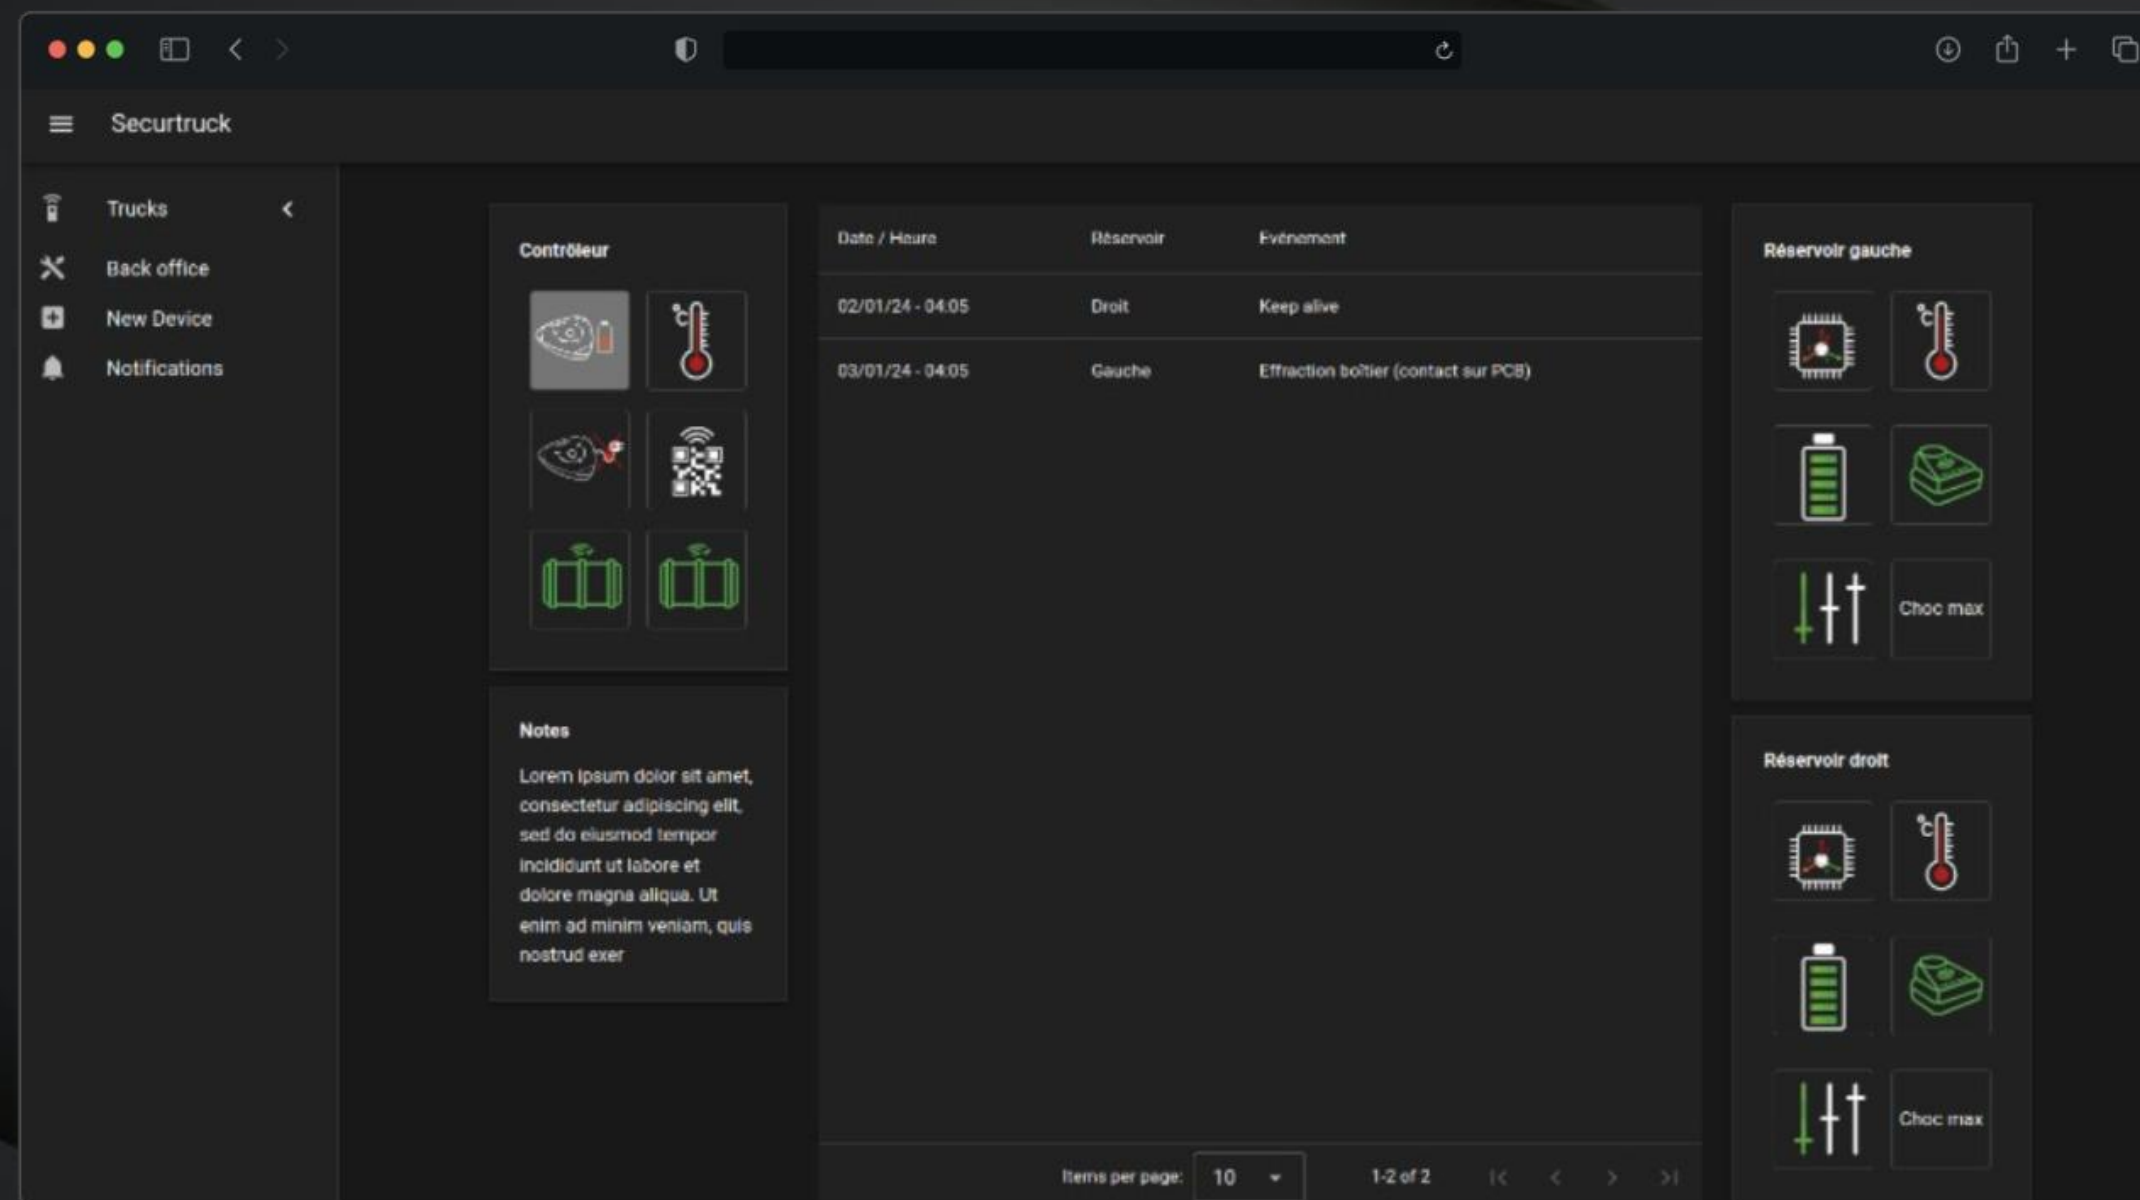 Securtruck
Trucks
Back office
New Device
Notifications
Contrôleur
°C
Notes
Lorem ipsum dolor sit amet,
consectetur adipiscing elit,
sed do eiusmod tempor
incididunt ut labore et
dolore magna aliqua. Ut
enim ad minim veniam, quis
nostrud exer
Date / Heure Réservoir Evénement
02/01/24 - 04:05 Droit Keep alive
03/01/24 - 04:05 Gauche Effraction boîtier (contact sur PCB)
Items per page: 10 1-2 of 2
Réservoir gauche
°C
Choc max
Réservoir droit
°C
Choc max